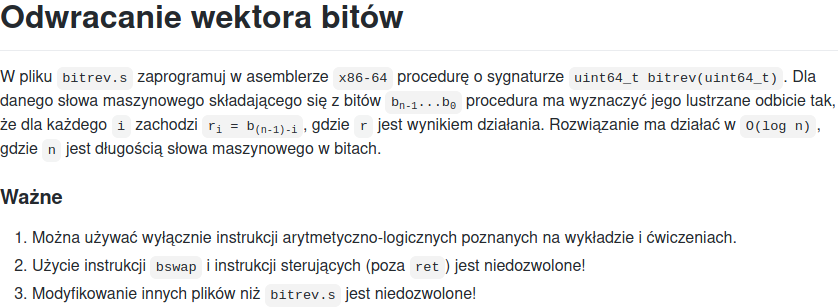 Odwracanie wektora bitów
W pliku bitrev.s zaprogramuj w asemblerze x86-64 procedurę o sygnaturze uint64_t bitrev(uint64_t) . Dla
danego słowa maszynowego składającego się z bitów bn-1...b0 procedura ma wyznaczyć jego lustrzane odbicie tak,
że dla każdego i zachodzi ri = b(n-1)-i , gdzie r jest wynikiem działania. Rozwiązanie ma działać w O(log n) ,
gdzie n jest długością słowa maszynowego w bitach.
Ważne
1. Można używać wyłącznie instrukcji arytmetyczno-logicznych poznanych na wykładzie i ćwiczeniach.
2. Użycie instrukcji bswap i instrukcji sterujących (poza ret ) jest niedozwolone!
3. Modyfikowanie innych plików niż bitrev.s jest niedozwolone!